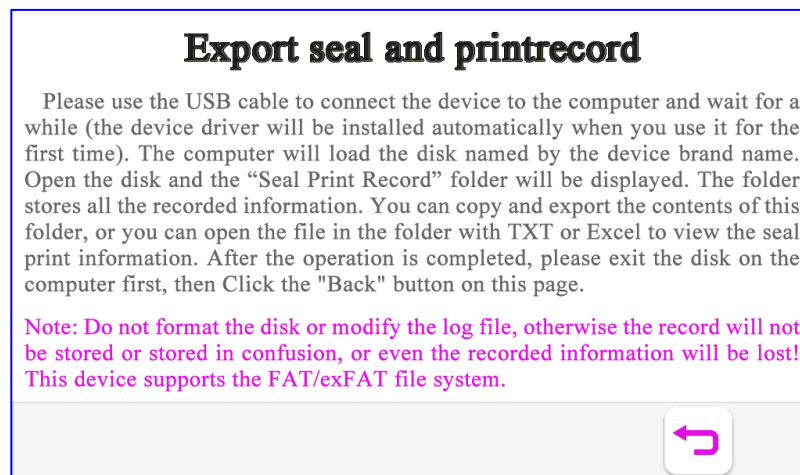 Export seal and printrecord
Please use the USB cable to connect the device to the computer and wait for a
while (the device driver will be installed automatically when you use it for the
first time). The computer will load the disk named by the device brand name.
Open the disk and the “Seal Print Record” folder will be displayed. The folder
stores all the recorded information. You can copy and export the contents of this
folder, or you can open the file in the folder with TXT or Excel to view the seal
print information. After the operation is completed, please exit the disk on the
computer first, then Click the "Back" button on this page.
Note: Do not format the disk or modify the log file, otherwise the record will not
be stored or stored in confusion, or even the recorded information will be lost!
This device supports the FAT/exFAT file system.